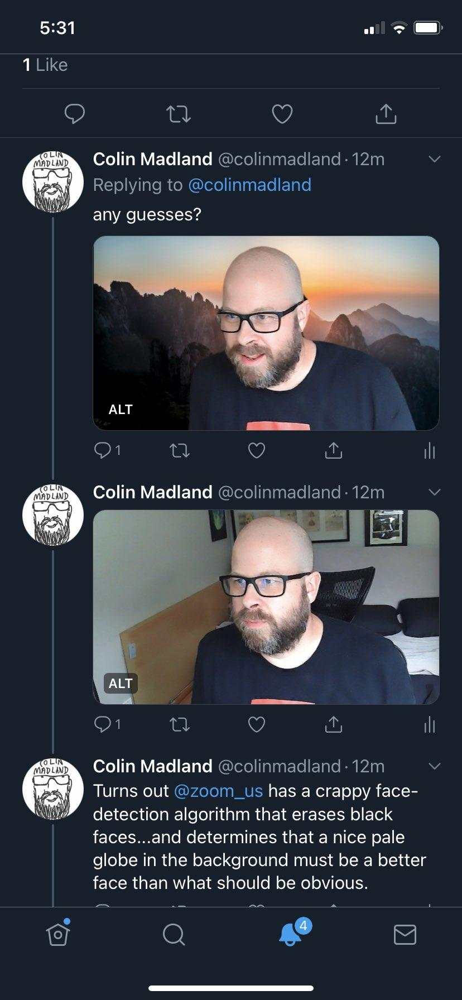 5:31
1 Like
COLIN
MADLAND
Colin Madland @colinmadland · 12m
Replying to @colinmadland
any guesses?
ALT
1
COLIN
MADLAND
Colin Madland @colinmadland · 12m
ALT
1
COLIN
MADLAND
Colin Madland @colinmadland · 12m
Turns out @zoom_us has a crappy face-
detection algorithm that erases black
faces...and determines that a nice pale
globe in the background must be a better
face than what should be obvious.
4